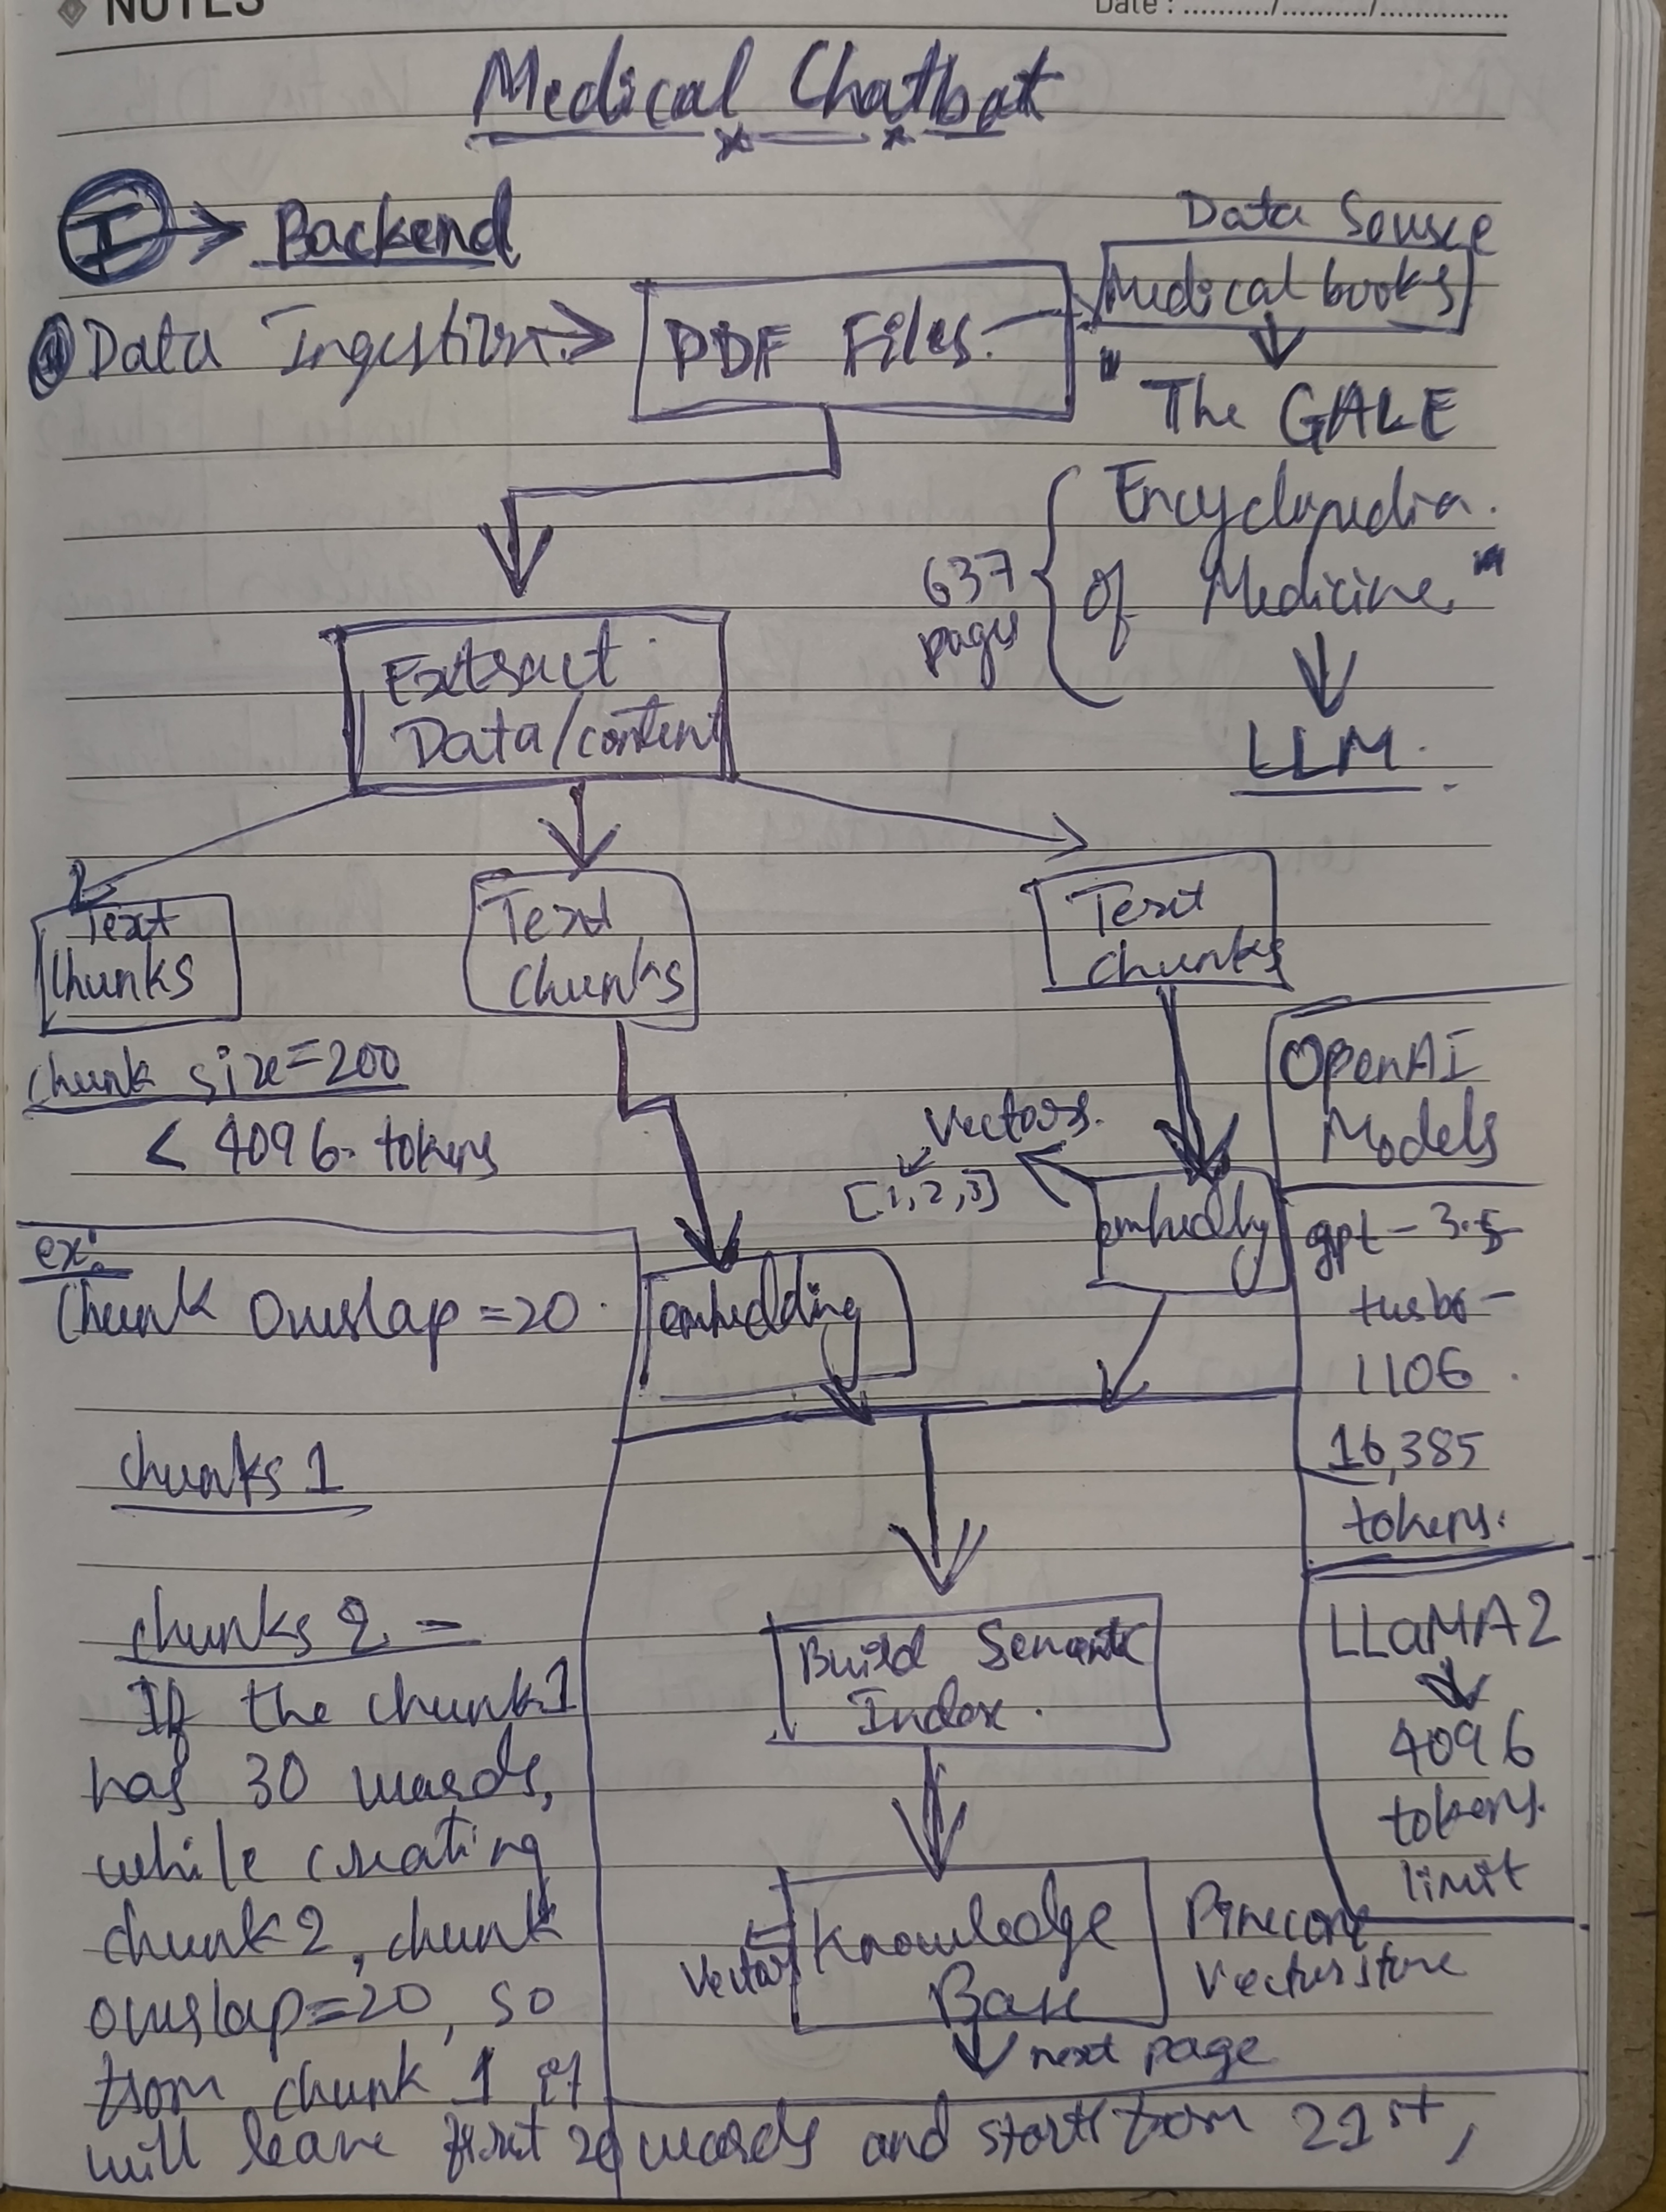 NOTES
Date : ........../........../...............
Medical Chatbot
I → Backend
Data Source
Medical books
Data Ingestion →
PDF Files.
"The GALE
Encyclopedia.
of Medicine"
637
pages
LLM.
Extract
Data/content
Text
Chunks
Text
Chunks
Text
chunks
chunk size=200
< 4096. tokens
Vectors.
[1,2,3]
embedding
embedding
OpenAI
Models
gpt-3.5
turbo-
1106
16,385
tokens.
LLaMA2
4096
tokens.
limit
ex:
Chunk Overlap =20.
chunks 1
chunks 2 -
If the chunk1
has 30 words,
while creating
chunk2, chunk
overlap=20, so
from chunk 1 it
will leave first 20 words and start from 21st,
Build Semantic
Index.
Vector
Knowledge
Base
Pinecone
Vector store
next page